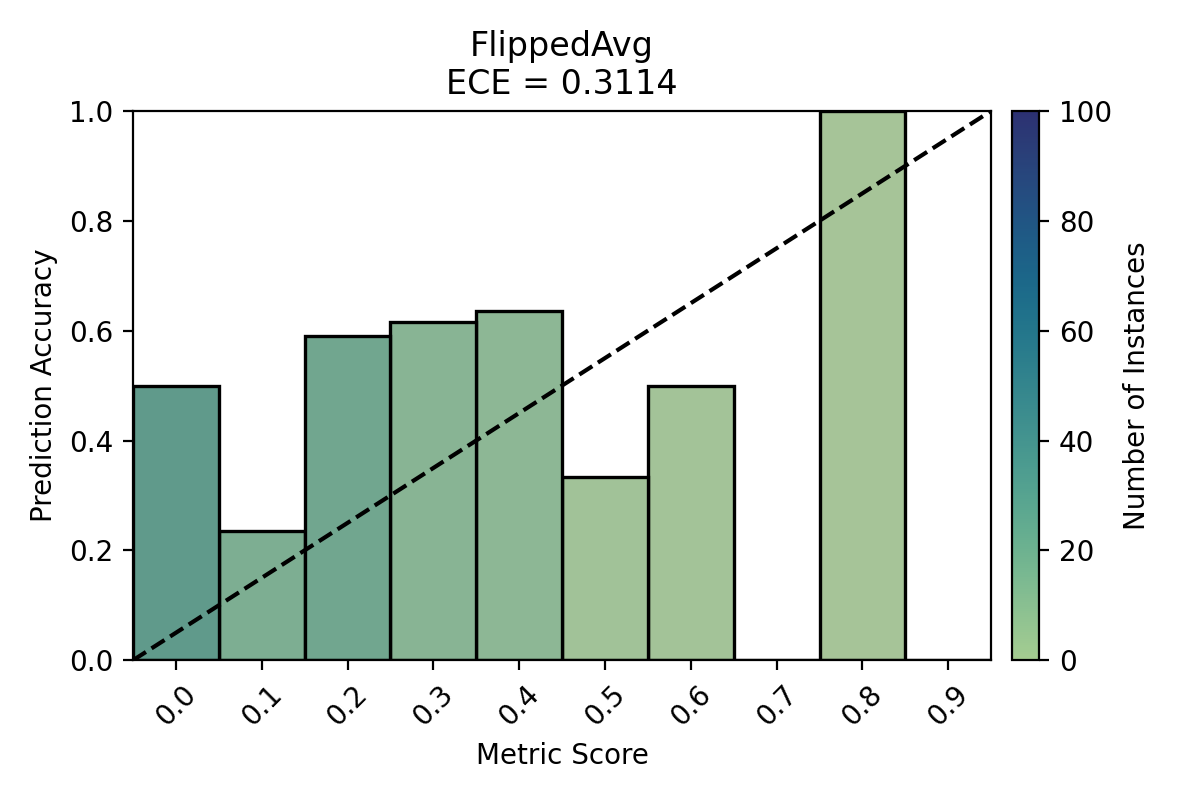 FlippedAvg
ECE = 0.3114
1.0
0.8
0.6
0.4
0.2
0.0
Prediction Accuracy
0.0 0.1 0.2 0.3 0.4 0.5 0.6 0.7 0.8 0.9
Metric Score
100
80
60
40
20
0
Number of Instances